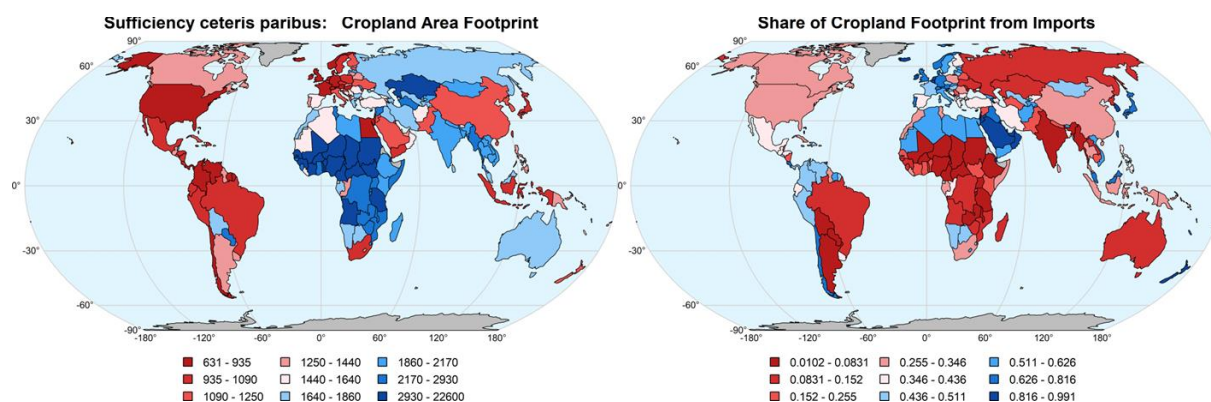 Sufficiency ceteris paribus: Cropland Area Footprint
90°
60°
30°
0°
-30°
-60°
-90°
-180° -120° -60° 0° 60° 120° 180°
631 - 935 1250 - 1440 1860 - 2170
935 - 1090 1440 - 1640 2170 - 2930
1090 - 1250 1640 - 1860 2930 - 22600
Share of Cropland Footprint from Imports
90°
60°
30°
0°
-30°
-60°
-90°
-180° -120° -60° 0° 60° 120° 180°
0.0102 - 0.0831 0.255 - 0.346 0.511 - 0.626
0.0831 - 0.152 0.346 - 0.436 0.626 - 0.816
0.152 - 0.255 0.436 - 0.511 0.816 - 0.991